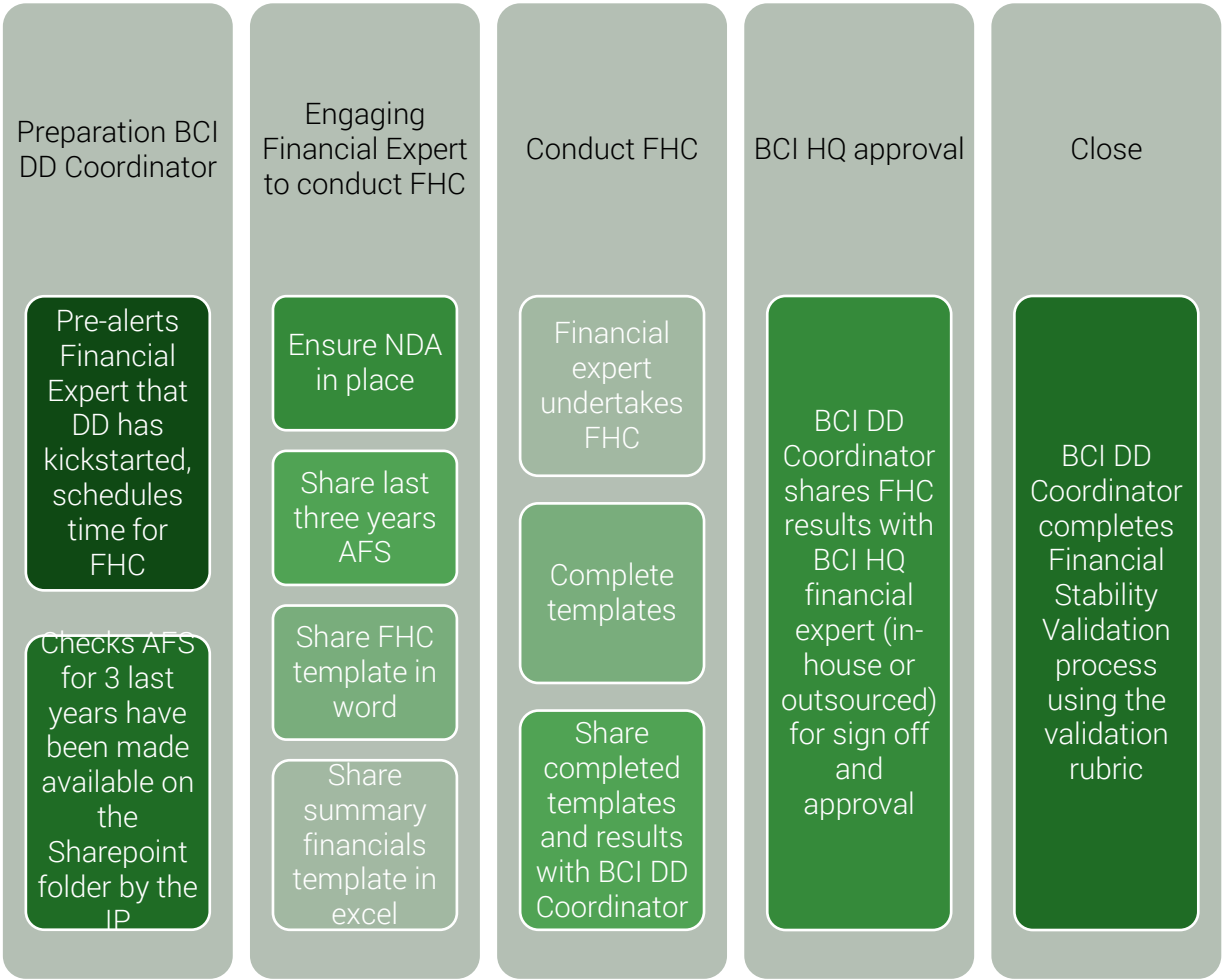 Preparation BCI
DD Coordinator
Pre-alerts
Financial
Expert that
DD has
kickstarted,
schedules
time for
FHC
Checks AFS
for 3 last
years have
been made
available on
the
Sharepoint
folder by the
IP
Engaging
Financial Expert
to conduct FHC
Ensure NDA
in place
Share last
three years
AFS
Share FHC
template in
word
Share
summary
financials
template in
excel
Conduct FHC
Financial
expert
undertakes
FHC
Complete
templates
Share
completed
templates
and results
with BCI DD
Coordinator
BCI HQ approval
BCI DD
Coordinator
shares FHC
results with
BCI HQ
financial
expert (in-
house or
outsourced)
for sign off
and
approval
Close
BCI DD
Coordinator
completes
Financial
Stability
Validation
process
using the
validation
rubric